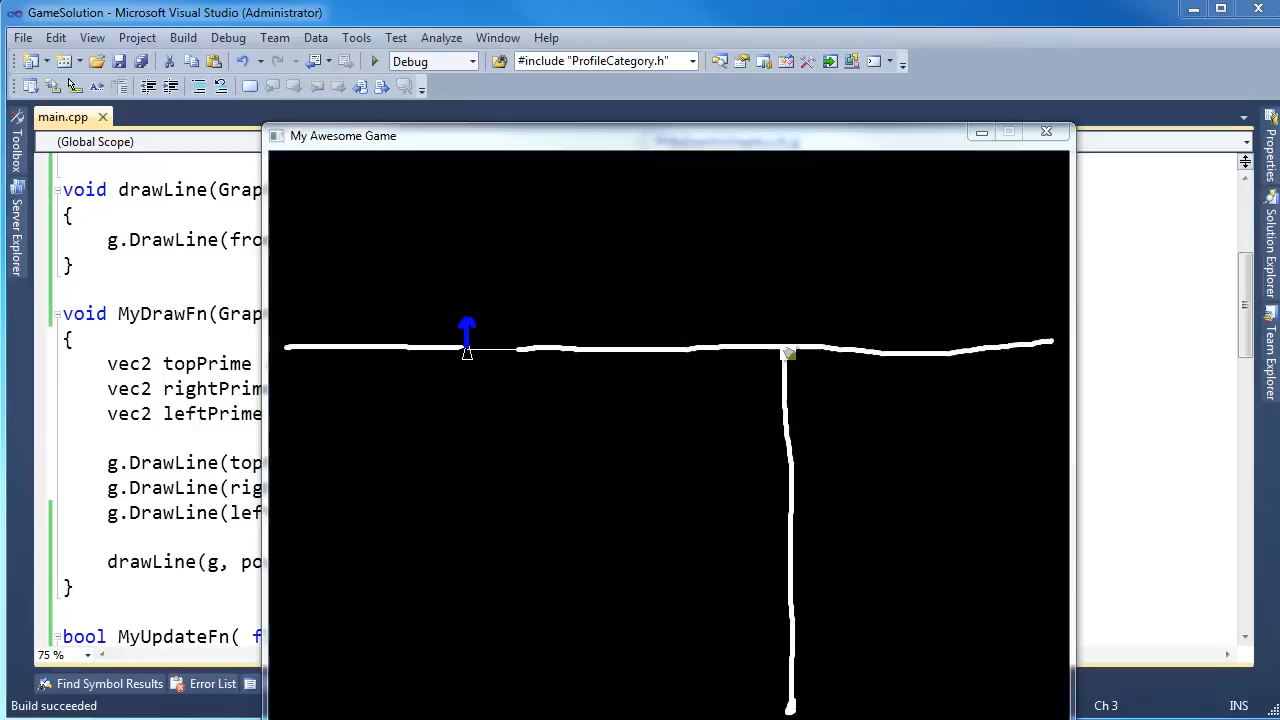 GameSolution - Microsoft Visual Studio (Administrator)
File Edit View Project Build Debug Team Data Tools Test Analyze Window Help
Debug #include "ProfileCategory.h"
main.cpp
(Global Scope)
My Awesome Game
void drawLine(Grap
{
g.DrawLine(fro
}
void MyDrawFn(Grap
{
vec2 topPrime
vec2 rightPrim
vec2 leftPrime
g.DrawLine(top
g.DrawLine(rig
g.DrawLine(lef
drawLine(g, po
}
bool MyUpdateFn( f
75 %
Find Symbol Results Error List
Build succeeded Ch 3 INS
Toolbox
Server Explorer
Properties
Solution Explorer
Team Explorer